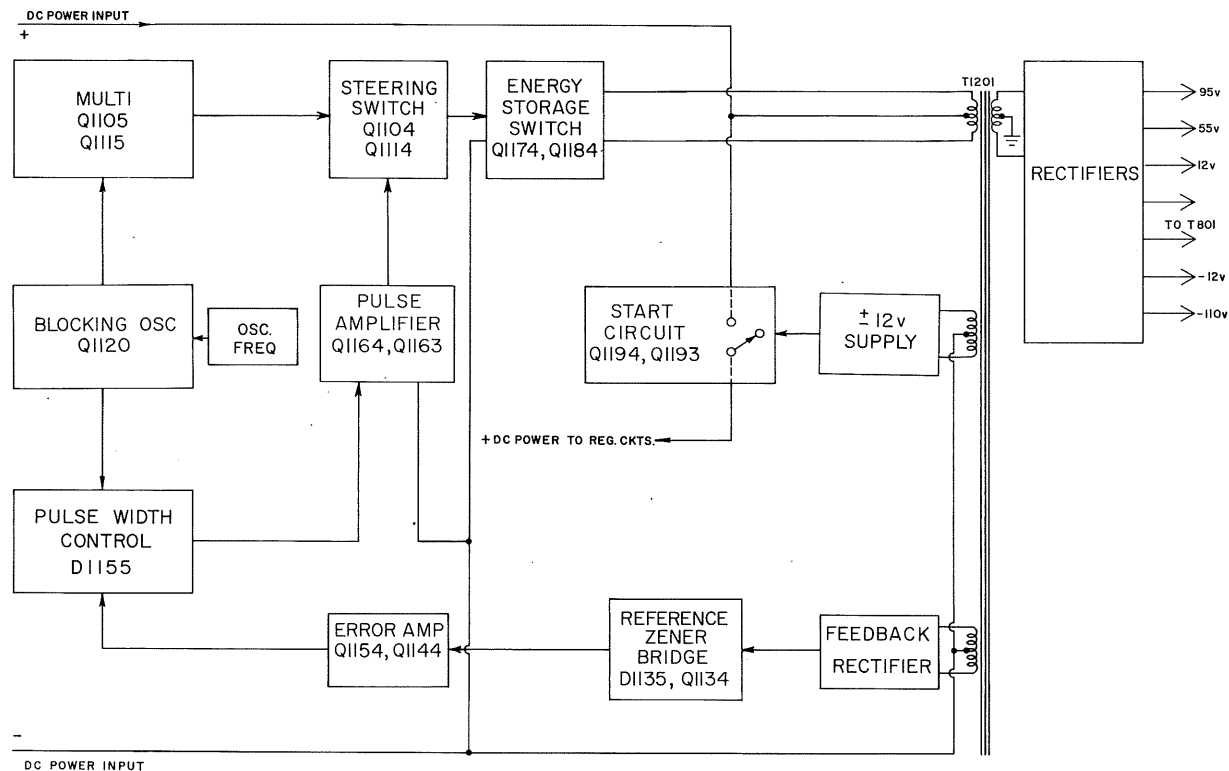 DC POWER INPUT
+
MULTI
Q1105
Q1115
STEERING
SWITCH
Q1104
Q1114
ENERGY
STORAGE
SWITCH
Q1174, Q1184
T1201
RECTIFIERS
95v
55v
12v
TO T801
-12v
-110v
BLOCKING OSC
Q1120
OSC.
FREQ
PULSE
AMPLIFIER
Q1164, Q1163
START
CIRCUIT
Q1194, Q1193
± 12v
SUPPLY
+ DC POWER TO REG. CKTS.
PULSE WIDTH
CONTROL
D1155
ERROR AMP
Q1154, Q1144
REFERENCE
ZENER
BRIDGE
D1135, Q1134
FEEDBACK
RECTIFIER
-
DC POWER INPUT